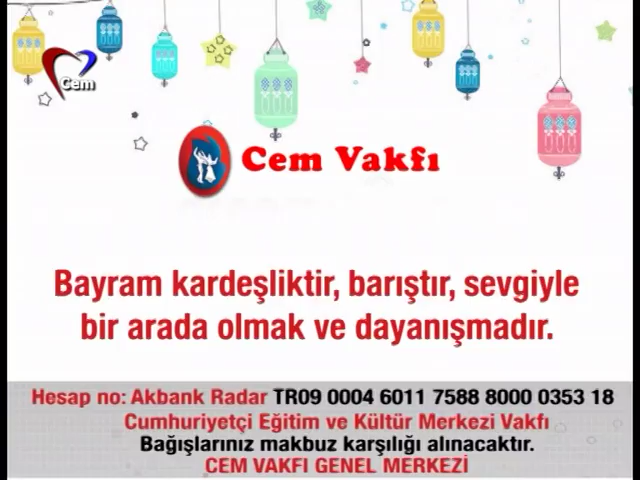 Cem
Cem Vakfı
Bayram kardeşliktir, barıştır, sevgiyle
bir arada olmak ve dayanışmadır.
Hesap no: Akbank Radar TR09 0004 6011 7588 8000 0353 18
Cumhuriyetçi Eğitim ve Kültür Merkezi Vakfı
Bağışlarınız makbuz karşılığı alınacaktır.
CEM VAKFI GENEL MERKEZİ